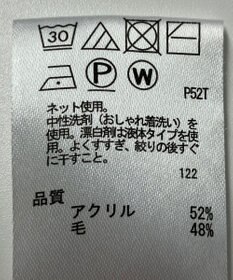 30
P W
P52T
ネット使用。
中性洗剤（おしゃれ着洗い）を
使用。漂白剤は液体タイプを使
用。よくすすぎ、絞りの後すぐ
に干すこと。
122
品質
アクリル 52%
毛 48%